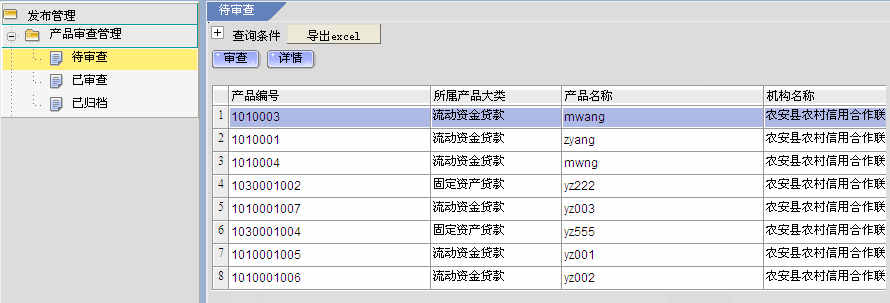 发布管理
产品审查管理
待审查
已审查
已归档
待审查
查询条件 导出excel
审查 详情
产品编号 所属产品大类 产品名称 机构名称
1 1010003 流动资金贷款 mwang 农安县农村信用合作联
2 1010001 流动资金贷款 zyang 农安县农村信用合作联
3 1010004 流动资金贷款 mwng 农安县农村信用合作联
4 1030001002 固定资产贷款 yz222 农安县农村信用合作联
5 1010001007 流动资金贷款 yz003 农安县农村信用合作联
6 1030001004 固定资产贷款 yz555 农安县农村信用合作联
7 1010001005 流动资金贷款 yz001 农安县农村信用合作联
8 1010001006 流动资金贷款 yz002 农安县农村信用合作联